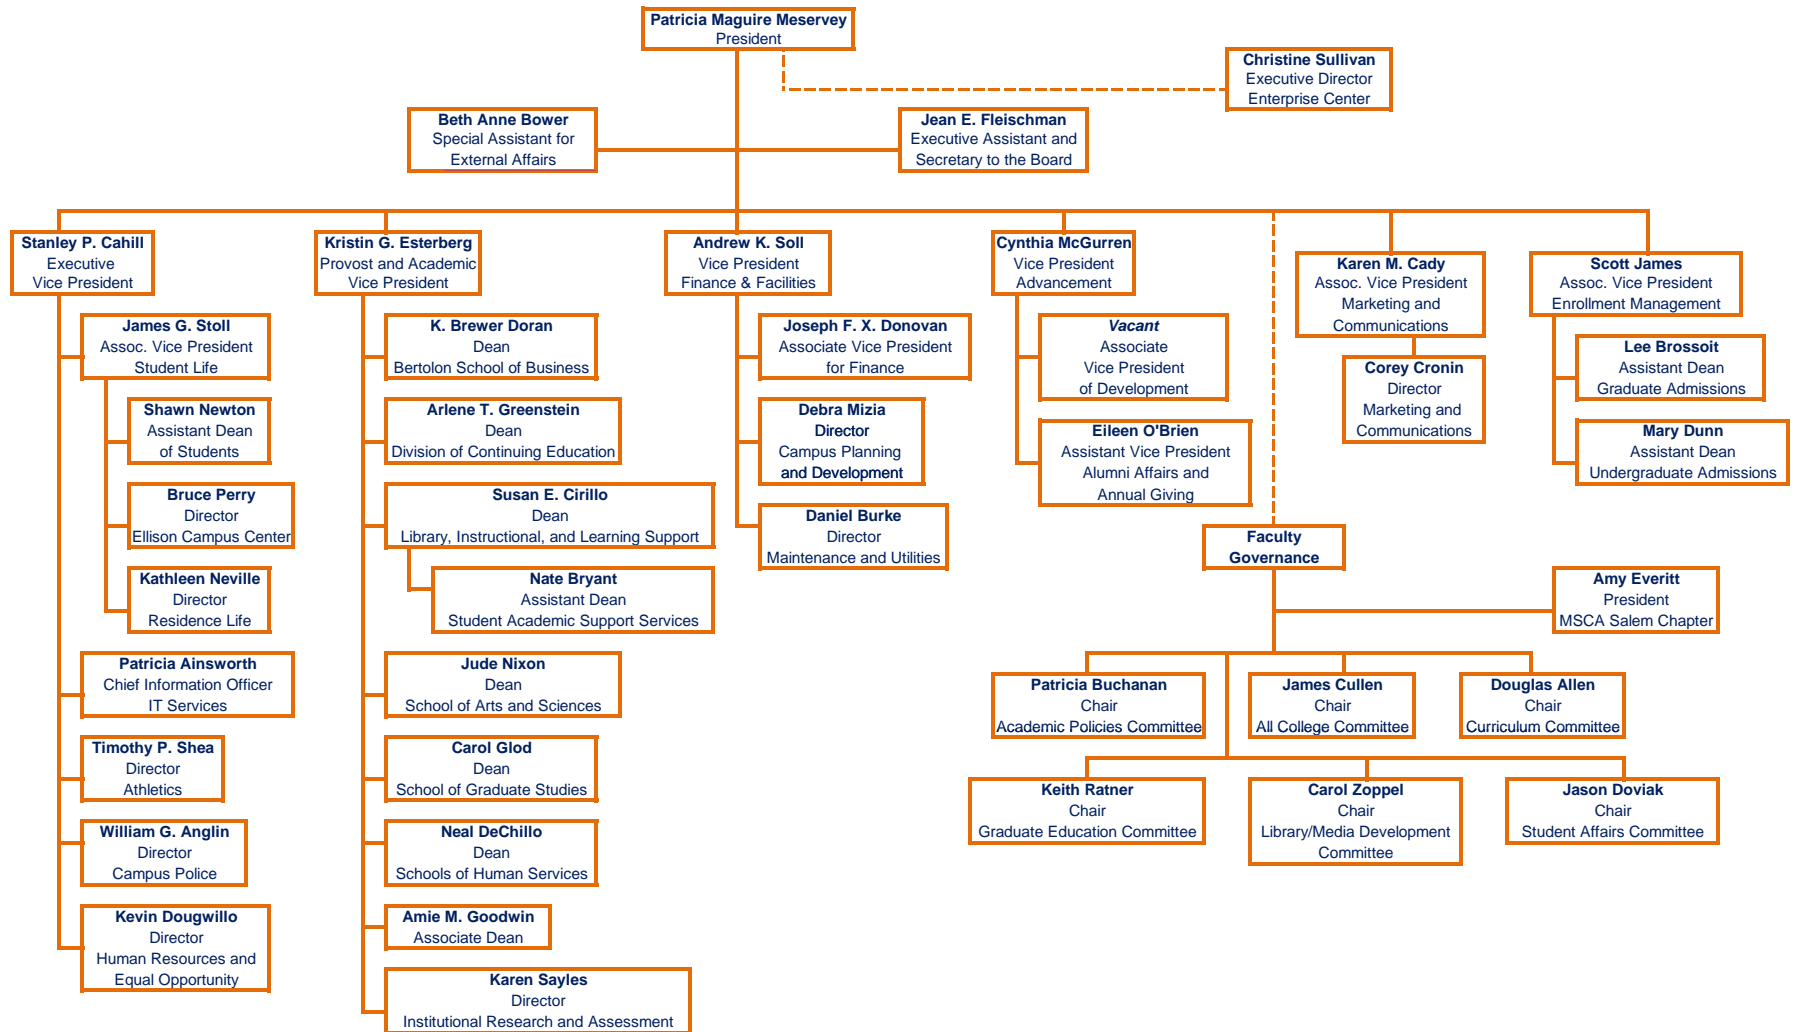 Patricia Maguire Meservey
President
Christine Sullivan
Executive Director
Enterprise Center
Beth Anne Bower
Special Assistant for
External Affairs
Jean E. Fleischman
Executive Assistant and
Secretary to the Board
Stanley P. Cahill
Executive
Vice President
James G. Stoll
Assoc. Vice President
Student Life
Shawn Newton
Assistant Dean
of Students
Bruce Perry
Director
Ellison Campus Center
Kathleen Neville
Director
Residence Life
Patricia Ainsworth
Chief Information Officer
IT Services
Timothy P. Shea
Director
Athletics
William G. Anglin
Director
Campus Police
Kevin Dougwillo
Director
Human Resources and
Equal Opportunity
Kristin G. Esterberg
Provost and Academic
Vice President
K. Brewer Doran
Dean
Bertolon School of Business
Arlene T. Greenstein
Dean
Division of Continuing Education
Susan E. Cirillo
Dean
Library, Instructional, and Learning Support
Nate Bryant
Assistant Dean
Student Academic Support Services
Jude Nixon
Dean
School of Arts and Sciences
Carol Glod
Dean
School of Graduate Studies
Neal DeChillo
Dean
Schools of Human Services
Amie M. Goodwin
Associate Dean
Karen Sayles
Director
Institutional Research and Assessment
Andrew K. Soll
Vice President
Finance & Facilities
Joseph F. X. Donovan
Associate Vice President
for Finance
Debra Mizia
Director
Campus Planning
and Development
Daniel Burke
Director
Maintenance and Utilities
Cynthia McGurren
Vice President
Advancement
Vacant
Associate
Vice President
of Development
Eileen O'Brien
Assistant Vice President
Alumni Affairs and
Annual Giving
Karen M. Cady
Assoc. Vice President
Marketing and
Communications
Corey Cronin
Director
Marketing and
Communications
Scott James
Assoc. Vice President
Enrollment Management
Lee Brossoit
Assistant Dean
Graduate Admissions
Mary Dunn
Assistant Dean
Undergraduate Admissions
Faculty
Governance
Amy Everitt
President
MSCA Salem Chapter
Patricia Buchanan
Chair
Academic Policies Committee
James Cullen
Chair
All College Committee
Douglas Allen
Chair
Curriculum Committee
Keith Ratner
Chair
Graduate Education Committee
Carol Zoppel
Chair
Library/Media Development
Committee
Jason Doviak
Chair
Student Affairs Committee